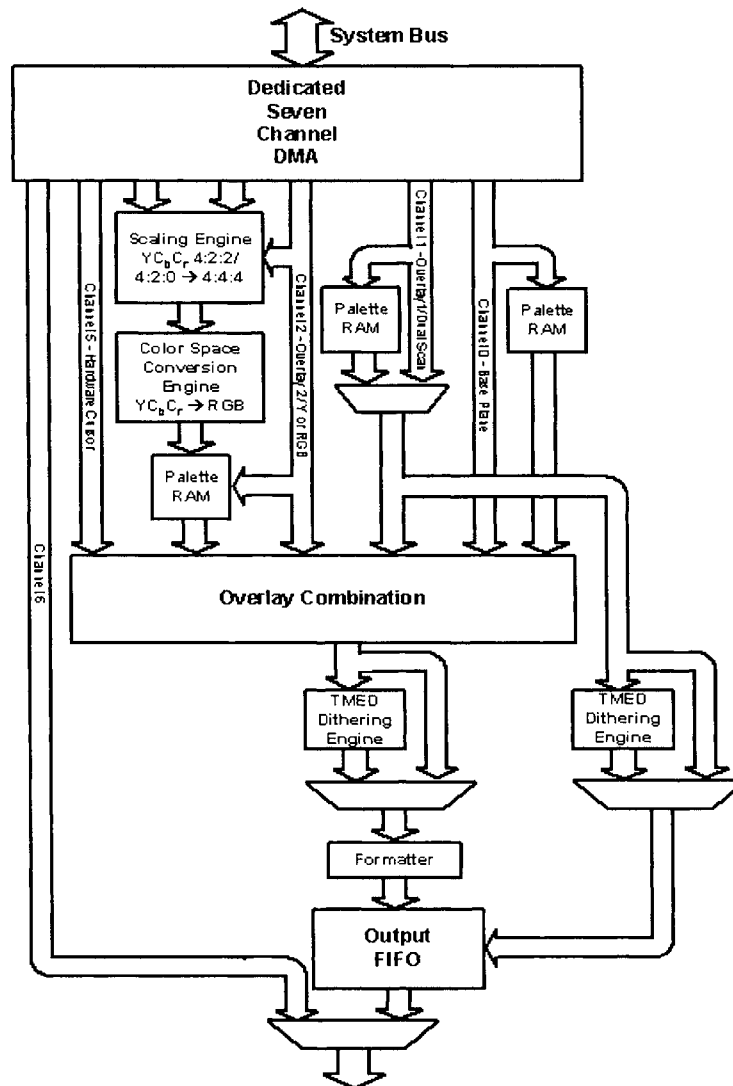 System Bus
Dedicated
Seven
Channel
DMA
Scaling Engine
YCbCr 4:2:2/
4:2:0 → 4:4:4
Color Space
Conversion
Engine
YCbCr → RGB
Palette
RAM
Palette
RAM
Palette
RAM
Channel 5 - Hardware Cursor
Channel 2 - Overlay 2/Y or RGB
Channel 1 - Overlay 1/Dual Scan
Channel 0 - Base Plane
Channel 6
Overlay Combination
TMED
Dithering
Engine
TMED
Dithering
Engine
Formatter
Output
FIFO